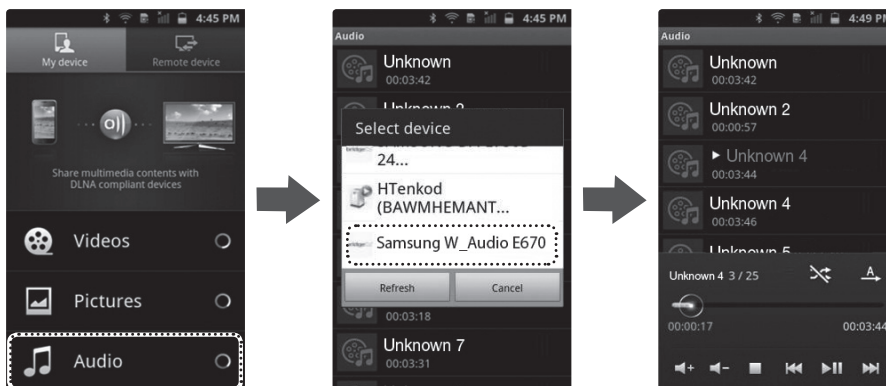 4:45 PM
My device
Remote device
Share multimedia contents with
DLNA compliant devices
Videos
Pictures
Audio
4:45 PM
Audio
Unknown
00:03:42
Unknown 2
Select device
24...
HTenkod
(BAWMHEMANT...
Samsung W_Audio E670
Refresh
Cancel
00:03:18
Unknown 7
00:03:31
4:49 PM
Audio
Unknown
00:03:42
Unknown 2
00:00:57
Unknown 4
00:03:44
Unknown 4
00:03:46
Unknown 5
Unknown 4 3 / 25
A
00:00:17
00:03:44